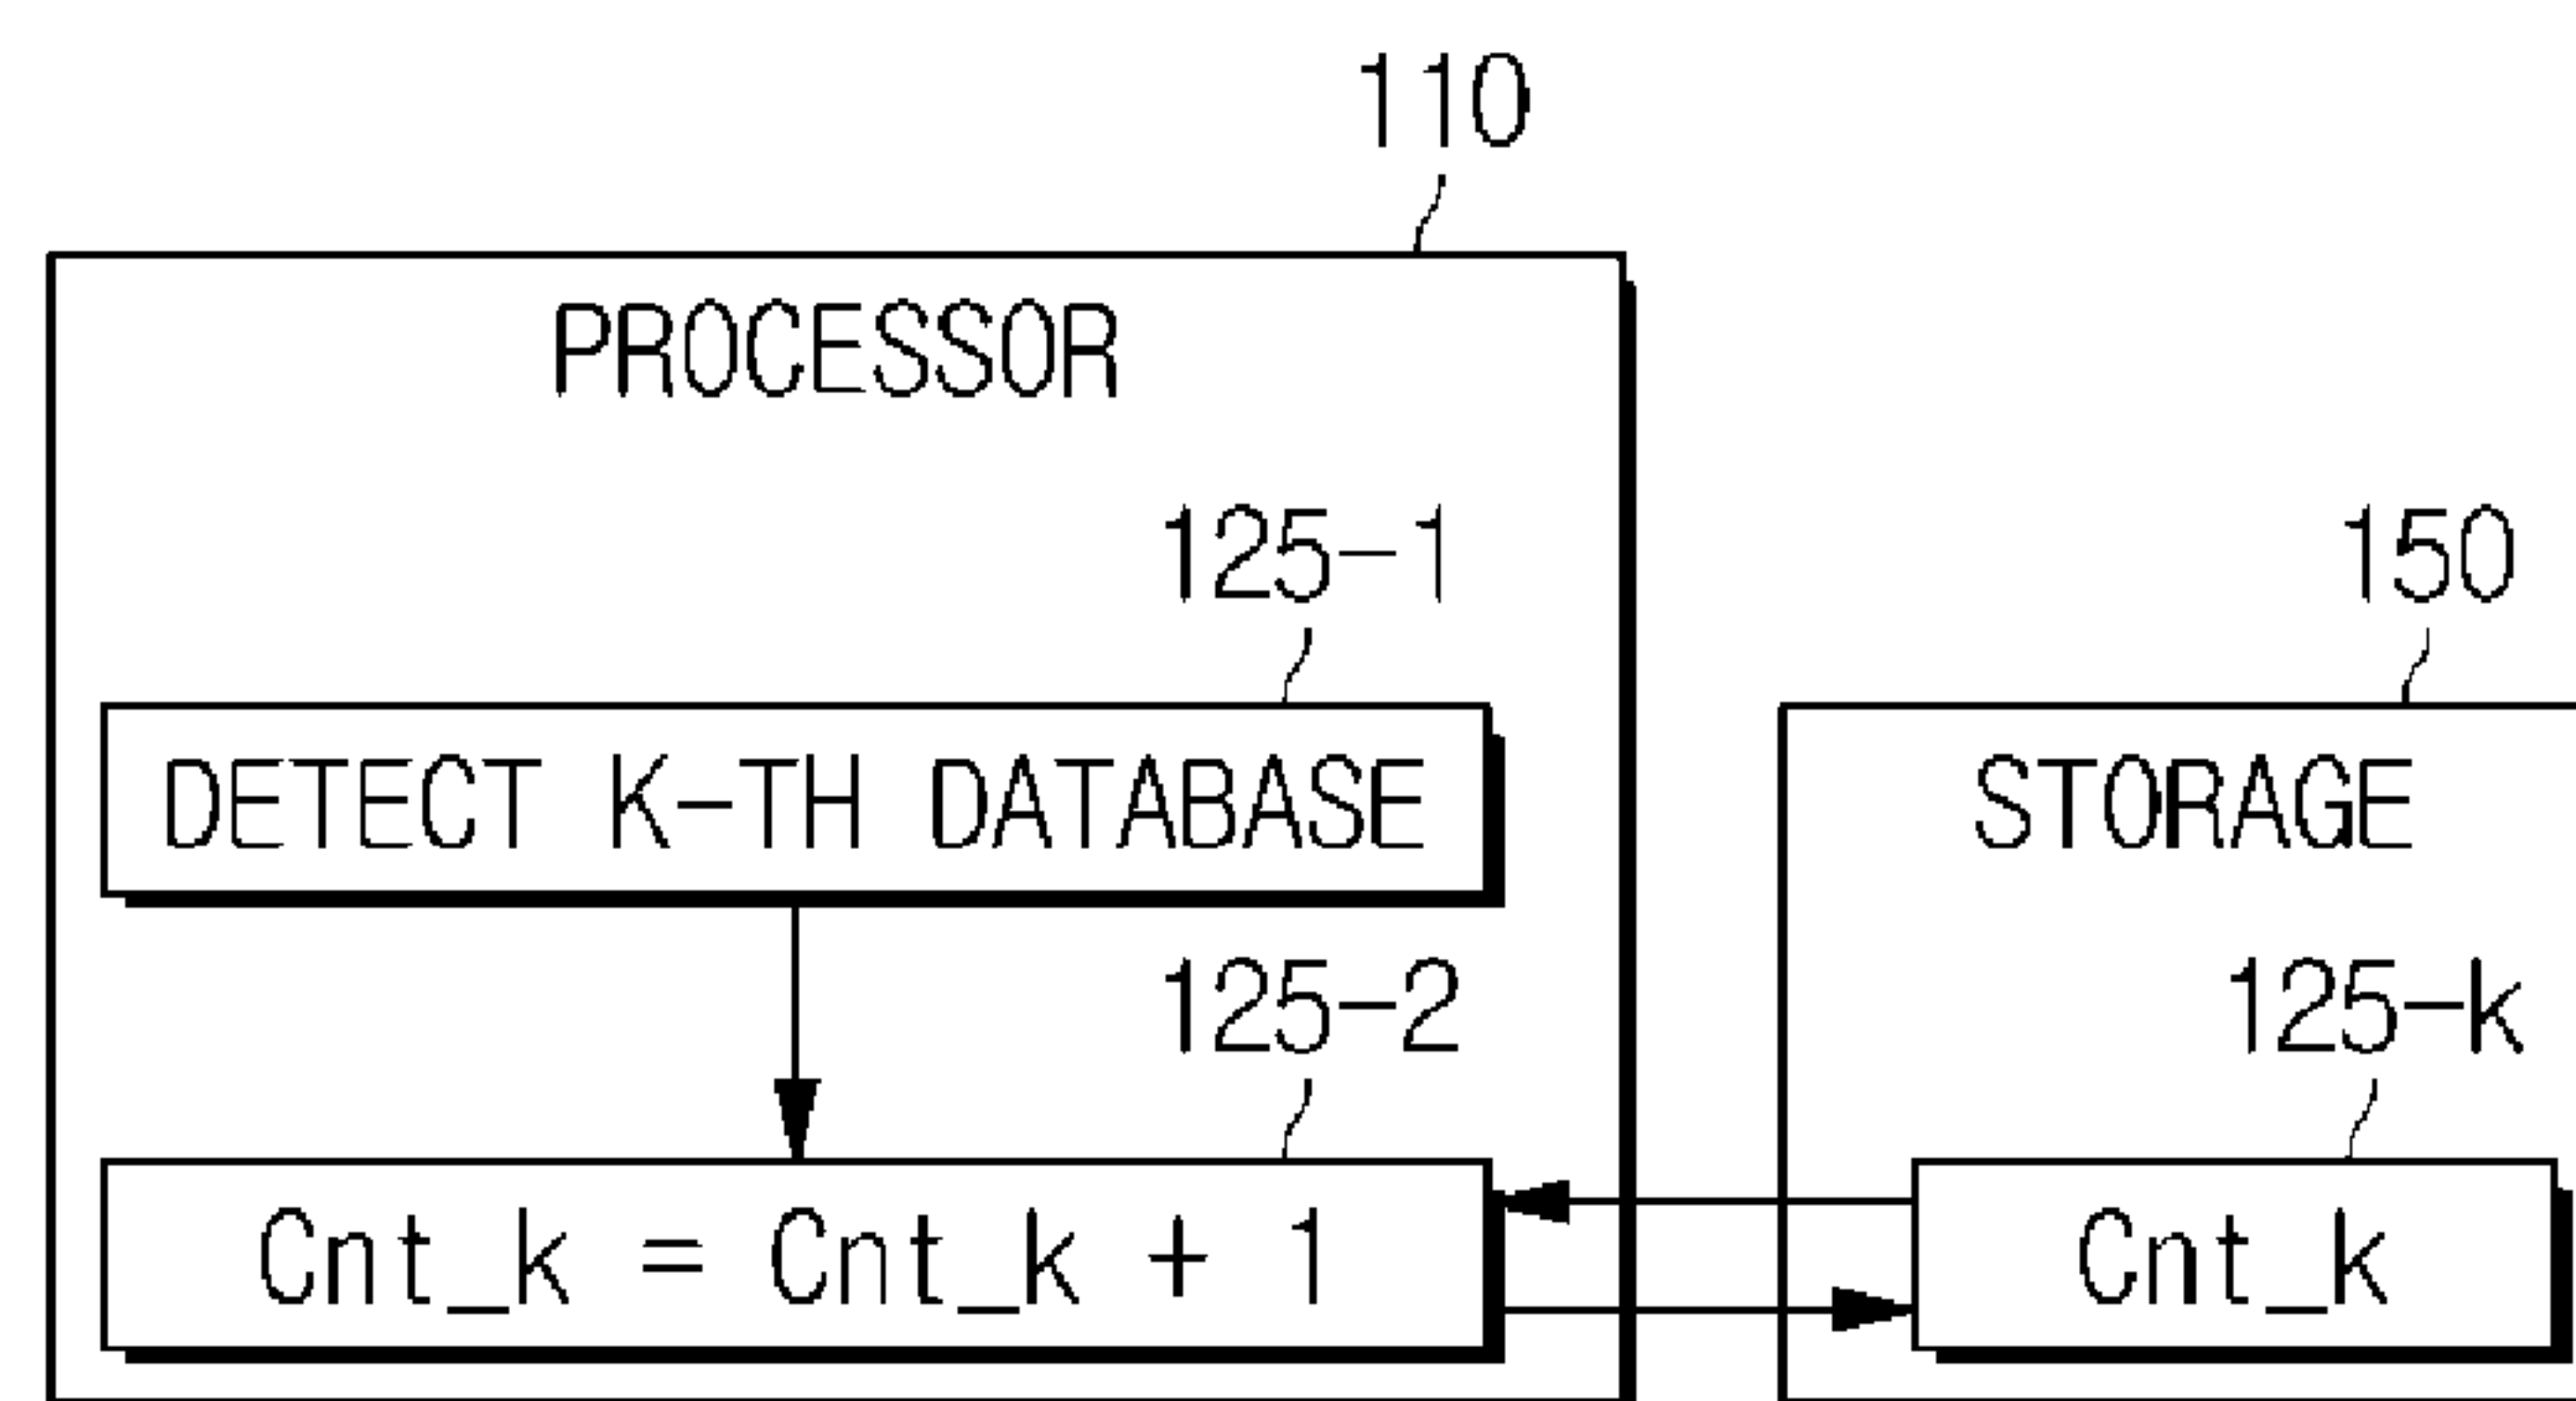 110
PROCESSOR
125-1
150
DETECT K-TH DATABASE
STORAGE
125-2
125-k
Cnt_k = Cnt_k + 1
Cnt_k